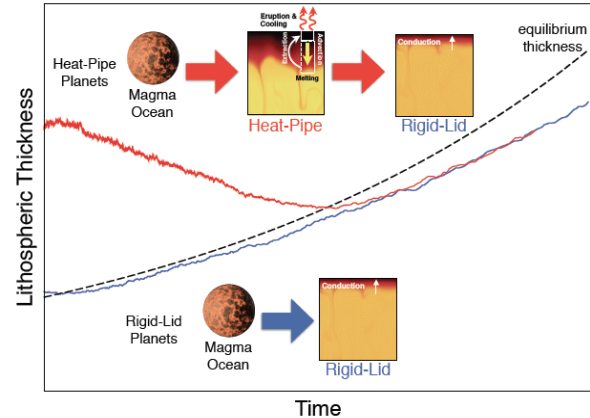 Eruption &
Cooling
Extraction
Advection
Melting
Heat-Pipe
Planets
Magma
Ocean
Heat-Pipe
Conduction
Rigid-Lid
equilibrium
thickness
Lithospheric Thickness
Rigid-Lid
Planets
Magma
Ocean
Conduction
Rigid-Lid
Time